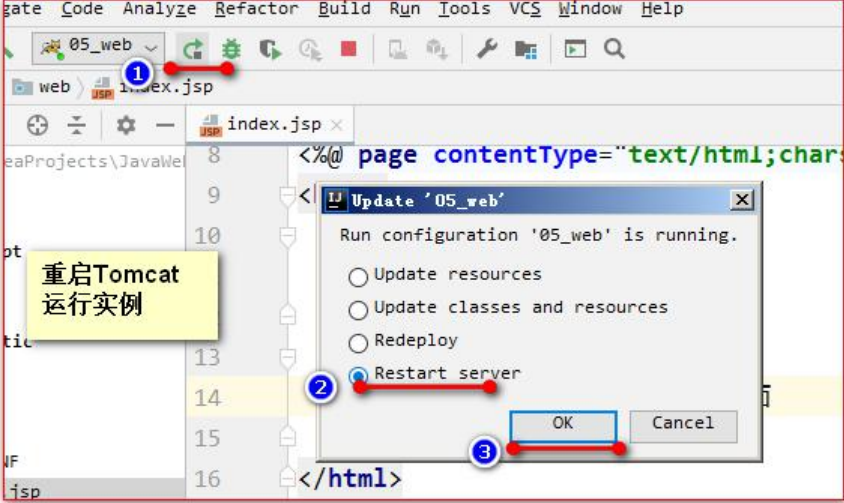 gate Code Analyze Refactor Build Run Tools VCS Window Help
05_web
1
web index.jsp
index.jsp
eaProjects\JavaWe
8 <%@ page contentType="text/html;char
9 <
Update '05_web'
10
Run configuration '05_web' is running.
pt
重启Tomcat
运行实例
Update resources
Update classes and resources
tic
13
Redeploy
2
Restart server
14
面
OK Cancel
15
3
NF
16 </html>
jsp